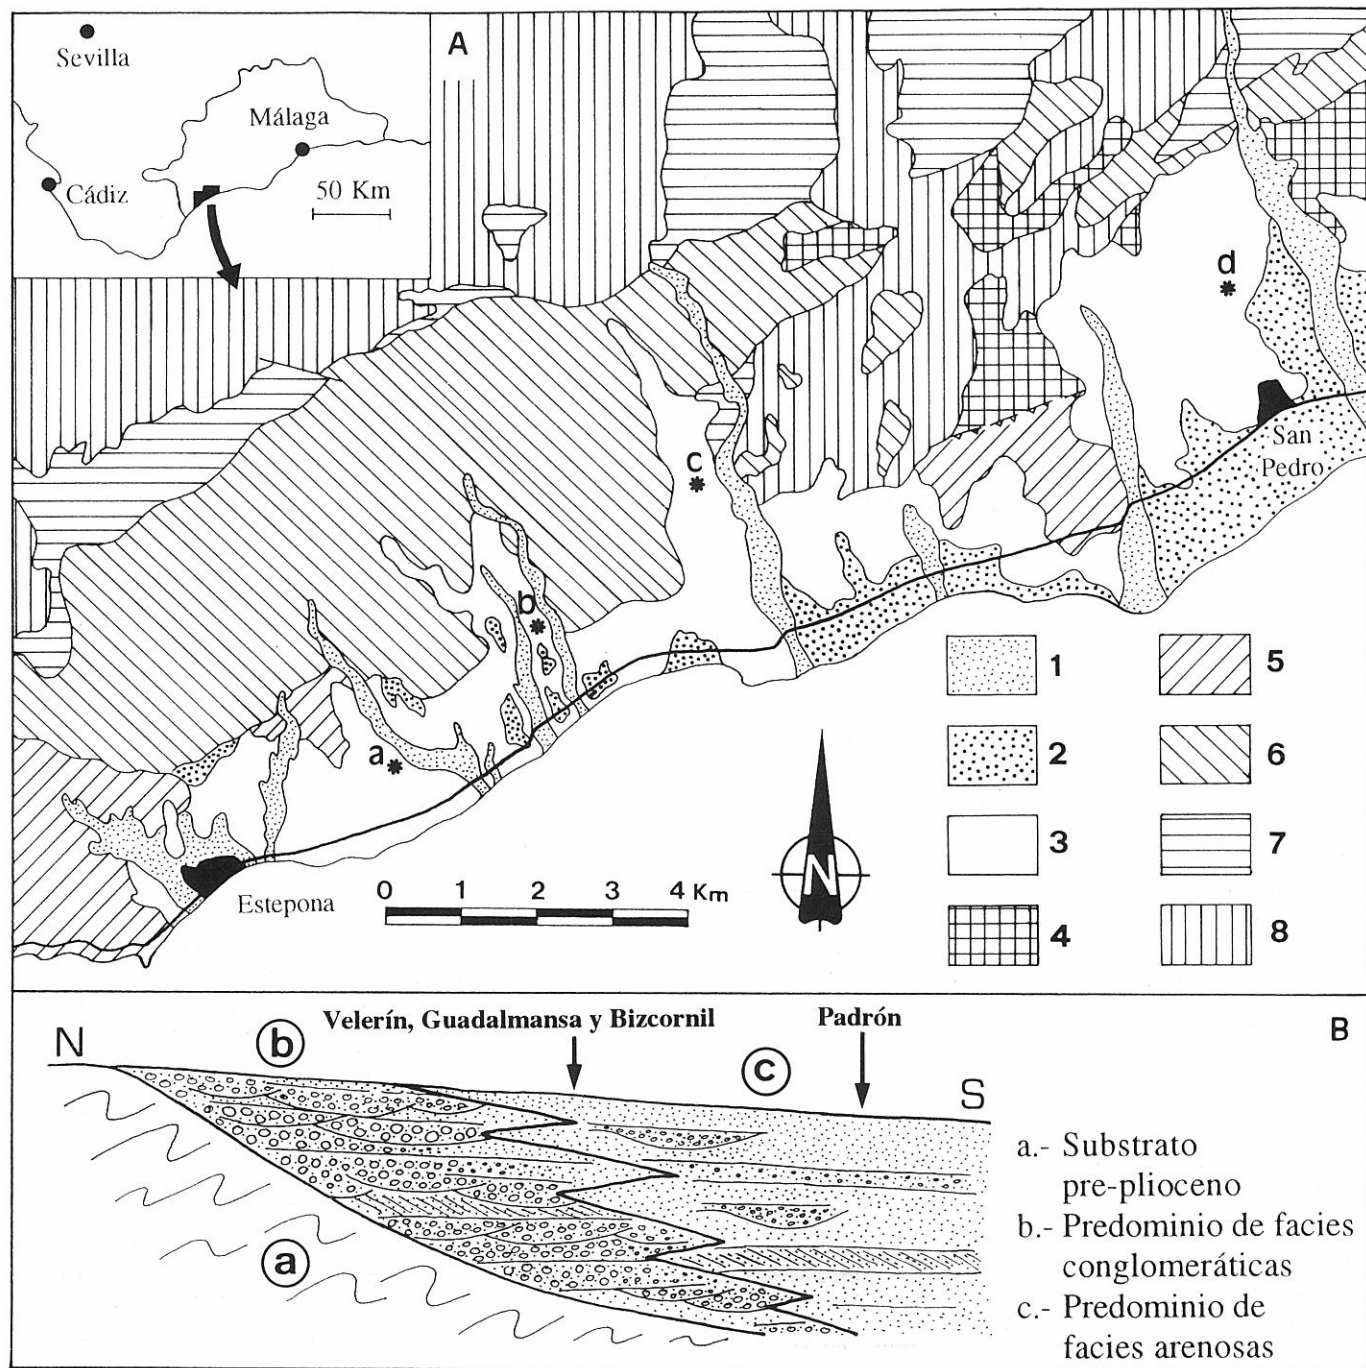 A
Sevilla
Málaga
Cádiz
50 Km
d
c
San
Pedro
b
a
1
5
2
6
3
7
4
8
N
Estepona
0 1 2 3 4 Km
Velerín, Guadalmansa y Bizcornil
Padrón
B
N
b
c
S
a
a.- Substrato
pre-plioceno
b.- Predominio de facies
conglomeráticas
c.- Predominio de
facies arenosas